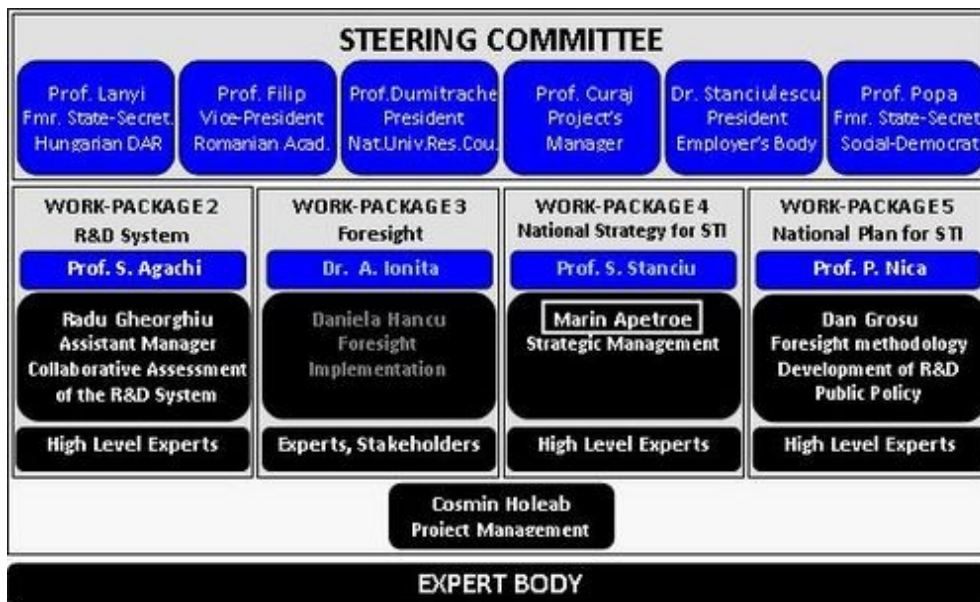 STEERING COMMITTEE
Prof. Lanyi
Fmr. State-Secret.
Hungarian DAR
Prof. Filip
Vice-President
Romanian Acad.
Prof.Dumitrache
President
Nat.Univ.Res.Cou.
Prof. Curaj
Project's
Manager
Dr. Stanciulescu
President
Employer's Body
Prof. Popa
Fmr. State-Secret
Social-Democrat
WORK-PACKAGE 2
R&D System
Prof. S. Agachi
Radu Gheorghiu
Assistant Manager
Collaborative Assessment
of the R&D System
High Level Experts
WORK-PACKAGE 3
Foresight
Dr. A. Ionita
Daniela Hancu
Foresight
Implementation
Experts, Stakeholders
WORK-PACKAGE 4
National Strategy for STI
Prof. S. Stanciu
Marin Apetroe
Strategic Management
High Level Experts
WORK-PACKAGE 5
National Plan for STI
Prof. P. Nica
Dan Grosu
Foresight methodology
Development of R&D
Public Policy
High Level Experts
Cosmin Holeab
Project Management
EXPERT BODY